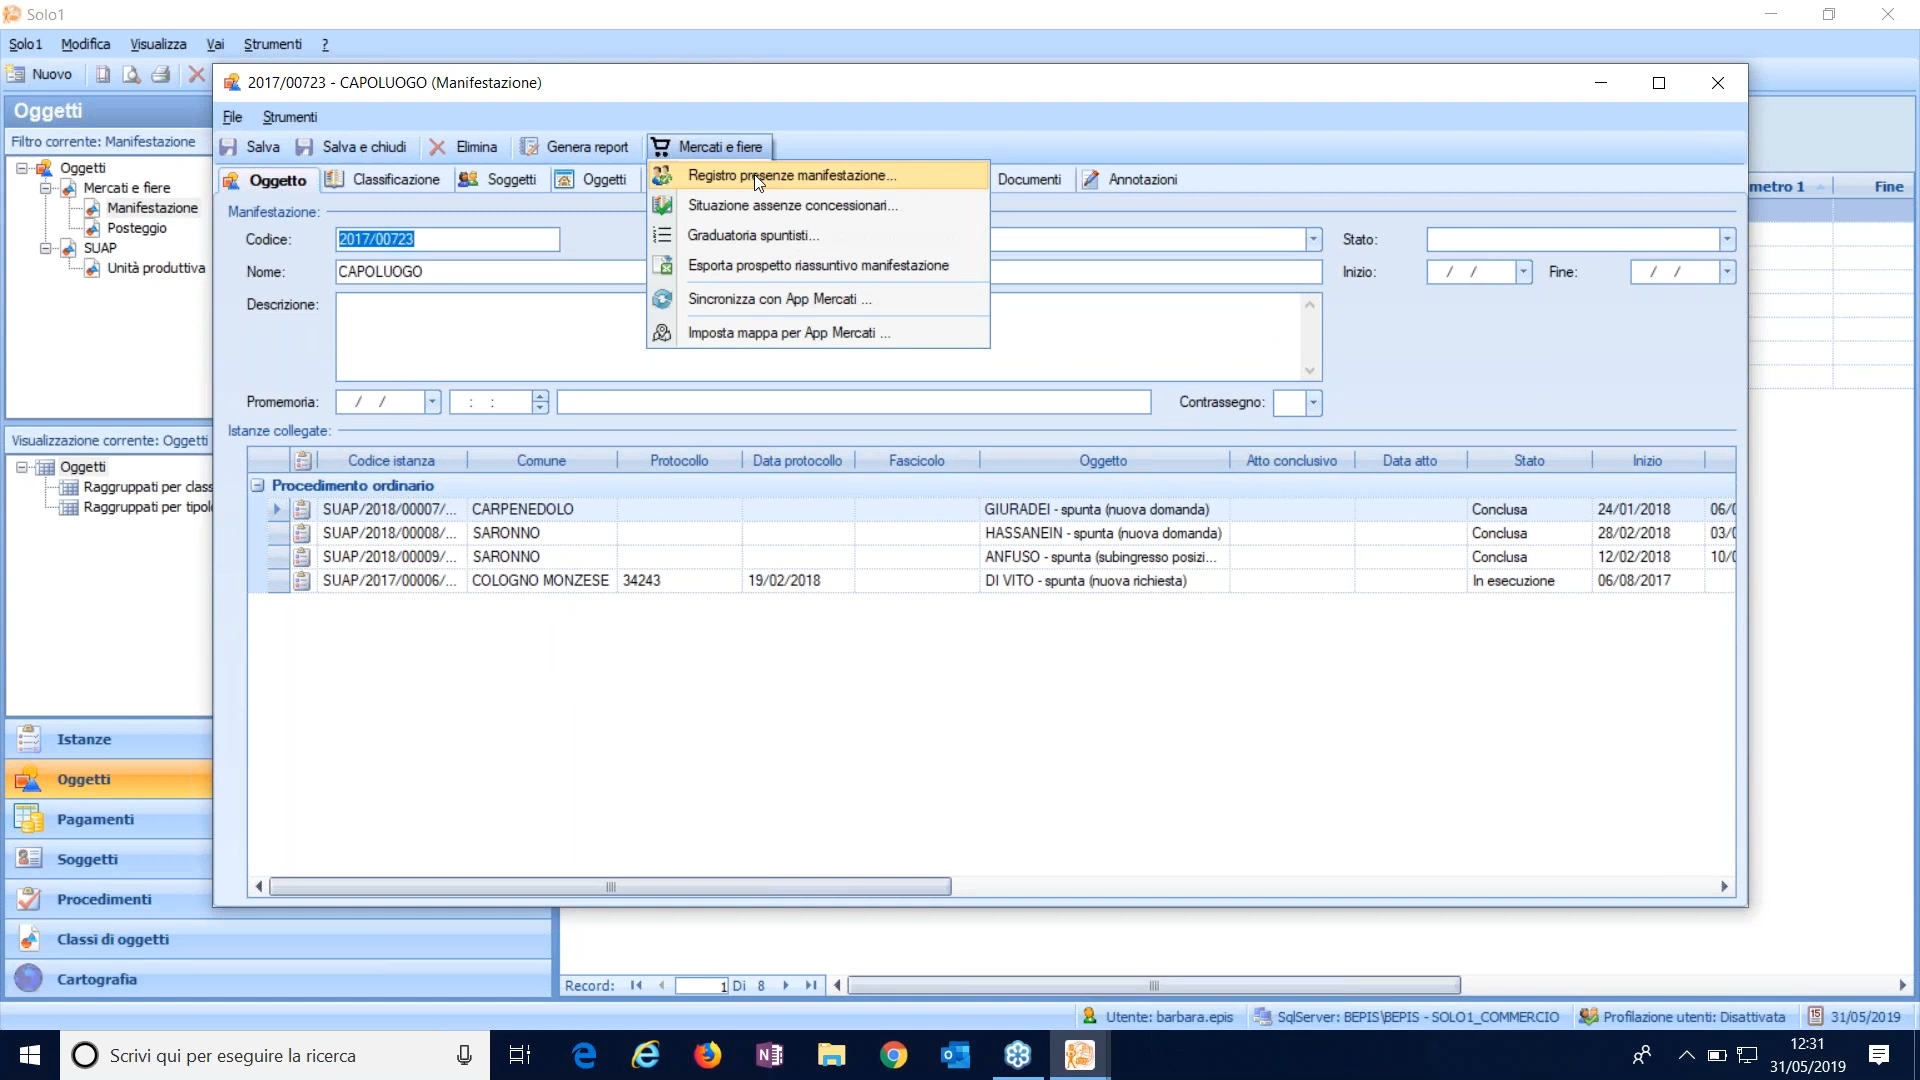 Solo1
Solo1 Modifica Visualizza Vai Strumenti ?
Nuovo
2017/00723 - CAPOLUOGO (Manifestazione)
File Strumenti
Salva Salva e chiudi Elimina Genera report Mercati e fiere
Oggetto Classificazione Soggetti Oggetti Documenti Annotazioni
Registro presenze manifestazione...
Situazione assenze concessionari...
Graduatoria spuntisti...
Esporta prospetto riassuntivo manifestazione
Sincronizza con App Mercati ...
Imposta mappa per App Mercati ...
Oggetti
Filtro corrente: Manifestazione
Oggetti
Mercati e fiere
Manifestazione
Posteggio
SUAP
Unità produttiva
Visualizzazione corrente: Oggetti
Oggetti
Raggruppati per class
Raggruppati per tipol
Istanze
Oggetti
Pagamenti
Soggetti
Procedimenti
Classi di oggetti
Cartografia
Manifestazione:
Codice: 2017/00723 Stato:
Nome: CAPOLUOGO Inizio: / / Fine: / /
Descrizione:
Promemoria: / / : : Contrassegno:
Istanze collegate:
Codice istanza Comune Protocollo Data protocollo Fascicolo Oggetto Atto conclusivo Data atto Stato Inizio
Procedimento ordinario
SUAP/2018/00007/... CARPENEDOLO GIURADEI - spunta (nuova domanda) Conclusa 24/01/2018 06/0
SUAP/2018/00008/... SARONNO HASSANEIN - spunta (nuova domanda) Conclusa 28/02/2018 03/0
SUAP/2018/00009/... SARONNO ANFUSO - spunta (subingresso posizi... Conclusa 12/02/2018 10/0
SUAP/2017/00006/... COLOGNO MONZESE 34243 19/02/2018 DI VITO - spunta (nuova richiesta) In esecuzione 06/08/2017
metro 1 Fine
Record: 1 Di 8
Utente: barbara.epis SqlServer: BEPIS\BEPIS - SOLO1_COMMERCIO Profilazione utenti: Disattivata 15 31/05/2019
Scrivi qui per eseguire la ricerca
12:31
31/05/2019